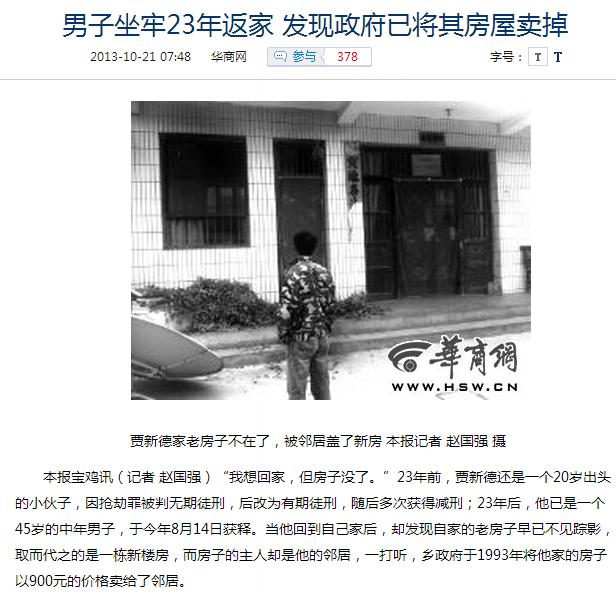 男子坐牢23年返家 发现政府已将其房屋卖掉
2013-10-21 07:48 华商网 参与 378 字号： T T
華商網
WWW.HSW.CN
贾新德家老房子不在了，被邻居盖了新房 本报记者 赵国强 摄
本报宝鸡讯（记者 赵国强）“我想回家，但房子没了。”23年前，贾新德还是一个20岁出头
的小伙子，因抢劫罪被判无期徒刑，后改为有期徒刑，随后多次获得减刑；23年后，他已是一个
45岁的中年男子，于今年8月14日获释。当他回到自己家后，却发现自家的老房子早已不见踪影，
取而代之的是一栋新楼房，而房子的主人却是他的邻居，一打听，乡政府于1993年将他家的房子
以900元的价格卖给了邻居。